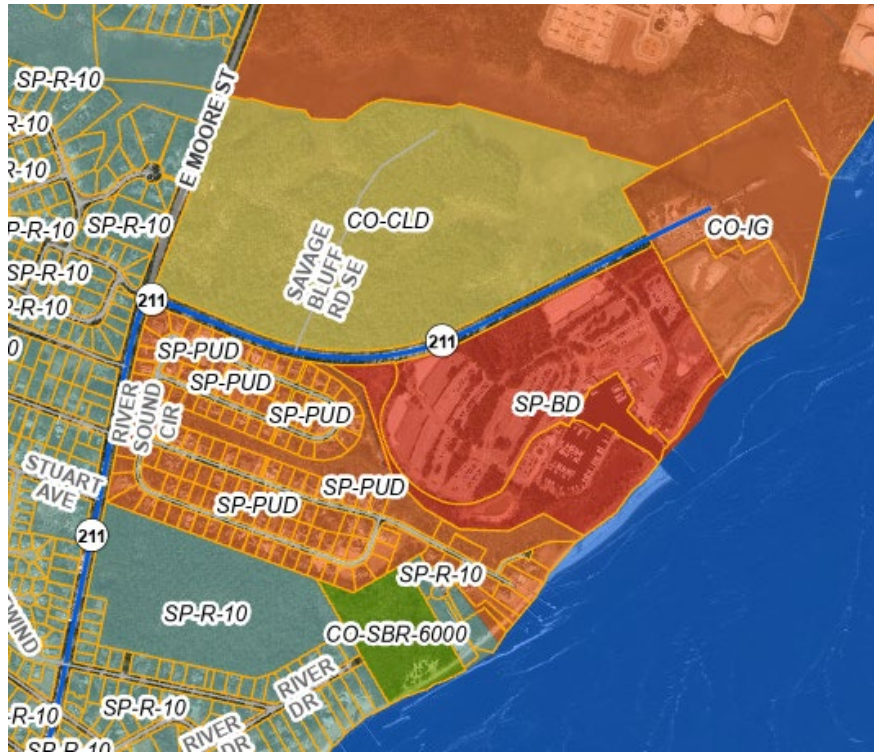 SP-R-10
R-10
-10
E MOORE ST
CO-CLD
SP-R-10
P-R-10
SP-R-10
P-R-10
0
SAVAGE
BLUFF
RD SE
CO-IG
211
211
SP-PUD
SP-PUD
SP-PUD
RIVER
SOUND
CIR
SP-BD
STUART
AVE
SP-PUD
SP-PUD
211
SP-R-10
SP-R-10
CO-SBR-6000
WIND
RIVER
DR
SP-R-10
-R-10
RIVER
DR
SP-R-10